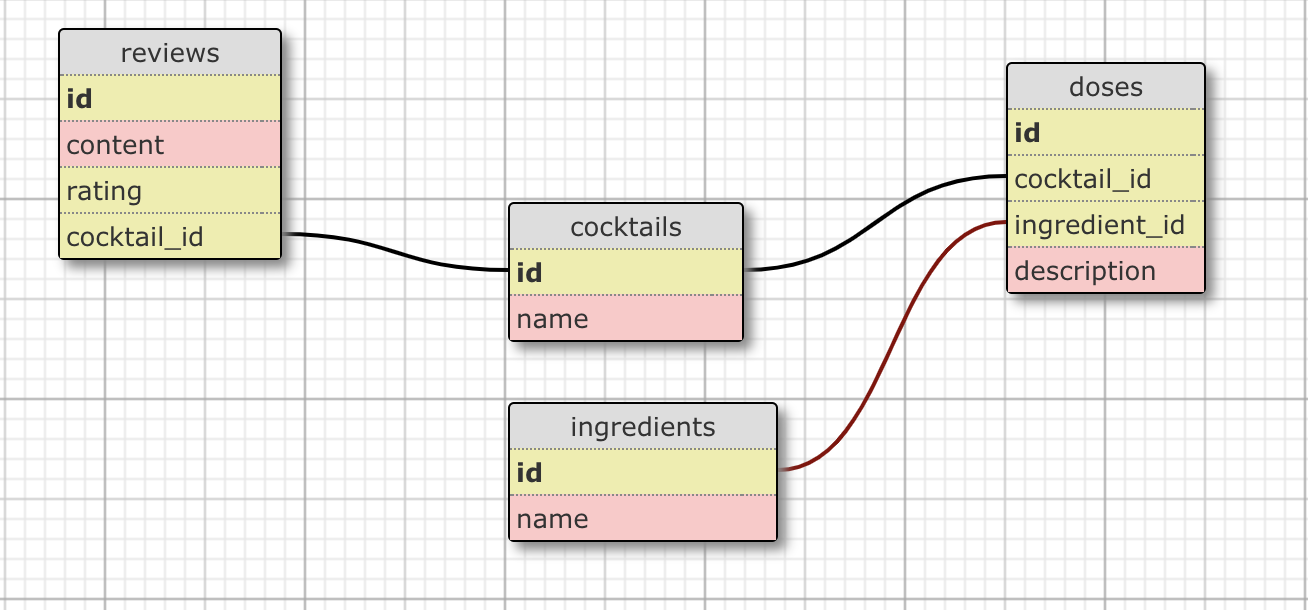 reviews
id
content
rating
cocktail_id
cocktails
id
name
ingredients
id
name
doses
id
cocktail_id
ingredient_id
description